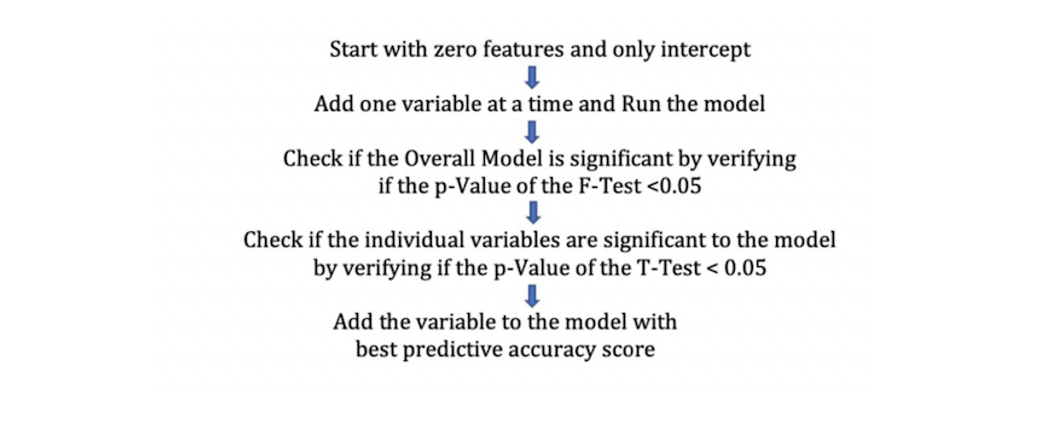 Start with zero features and only intercept
Add one variable at a time and Run the model
Check if the Overall Model is significant by verifying
if the p-Value of the F-Test <0.05
Check if the individual variables are significant to the model
by verifying if the p-Value of the T-Test < 0.05
Add the variable to the model with
best predictive accuracy score